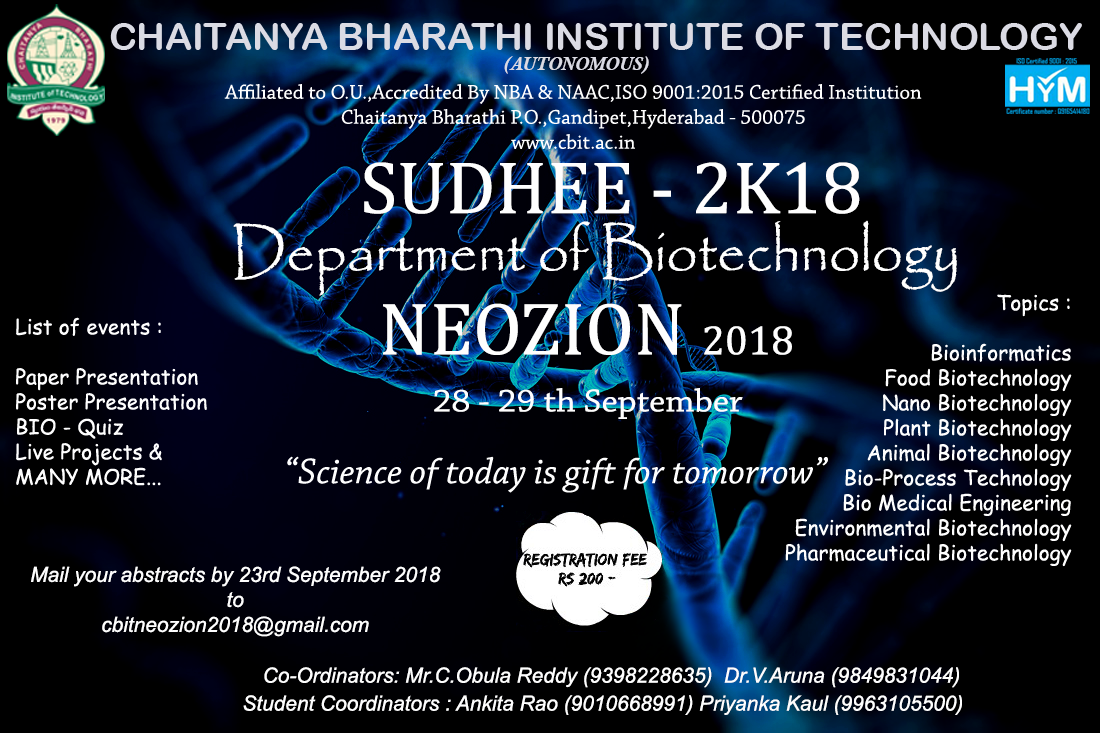 CHAITANYA BHARATHI INSTITUTE OF TECHNOLOGY
(AUTONOMOUS)
Affiliated to O.U.,Accredited By NBA & NAAC,ISO 9001:2015 Certified Institution
Chaitanya Bharathi P.O.,Gandipet,Hyderabad - 500075
www.cbit.ac.in
CHAITANYA BHARATHI
INSTITUTE of TECHNOLOGY
1979
ISO Certified 9001 : 2015
HYM
SUDHEE - 2K18
Department of Biotechnology
NEOZION 2018
28 - 29 th September
"Science of today is gift for tomorrow"
List of events :
Paper Presentation
Poster Presentation
BIO - Quiz
Live Projects &
MANY MORE...
Topics :
Bioinformatics
Food Biotechnology
Nano Biotechnology
Plant Biotechnology
Animal Biotechnology
Bio-Process Technology
Bio Medical Engineering
Environmental Biotechnology
Pharmaceutical Biotechnology
REGISTRATION FEE
RS 200 -
Mail your abstracts by 23rd September 2018
to
cbitneozion2018@gmail.com
Co-Ordinators: Mr.C.Obula Reddy (9398228635) Dr.V.Aruna (9849831044)
Student Coordinators : Ankita Rao (9010668991) Priyanka Kaul (9963105500)